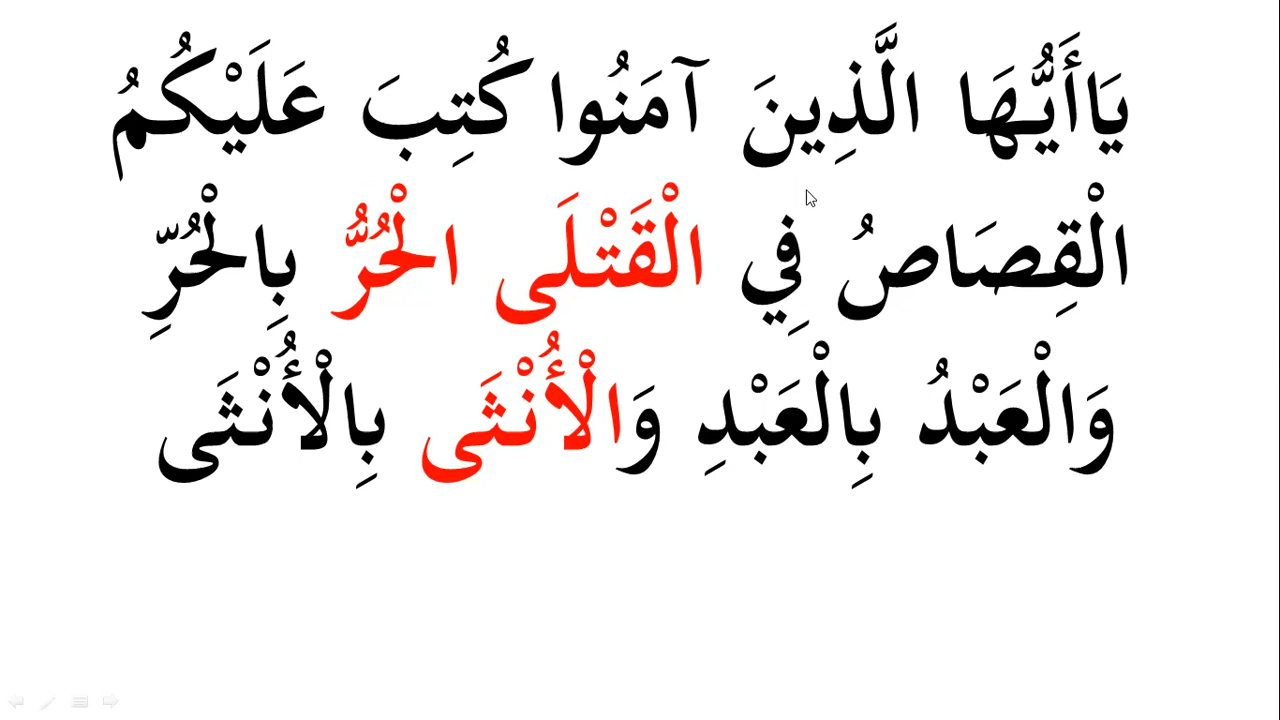 يَاأَيُّهَا الَّذِينَ آمَنُوا كُتِبَ عَلَيْكُمُ
الْقِصَاصُ فِي الْقَتْلَى الْحُرُّ بِالْحُرِّ
وَالْعَبْدُ بِالْعَبْدِ وَالْأُنْثَى بِالْأُنْثَى